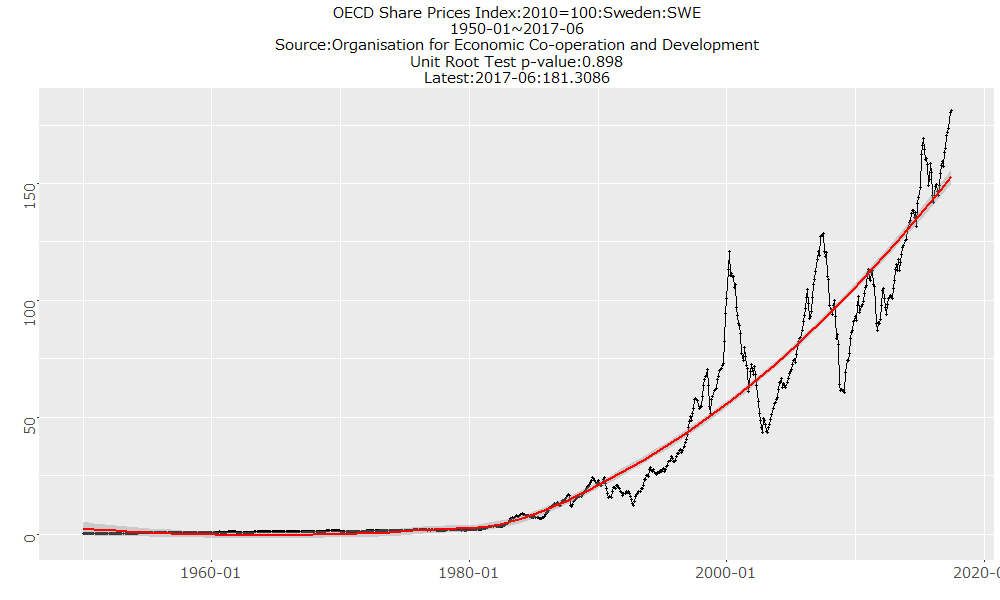 OECD Share Prices Index:2010=100:Sweden:SWE
1950-01~2017-06
Source:Organisation for Economic Co-operation and Development
Unit Root Test p-value:0.898
Latest:2017-06:181.3086
150
100
50
0
1960-01
1980-01
2000-01
2020-0